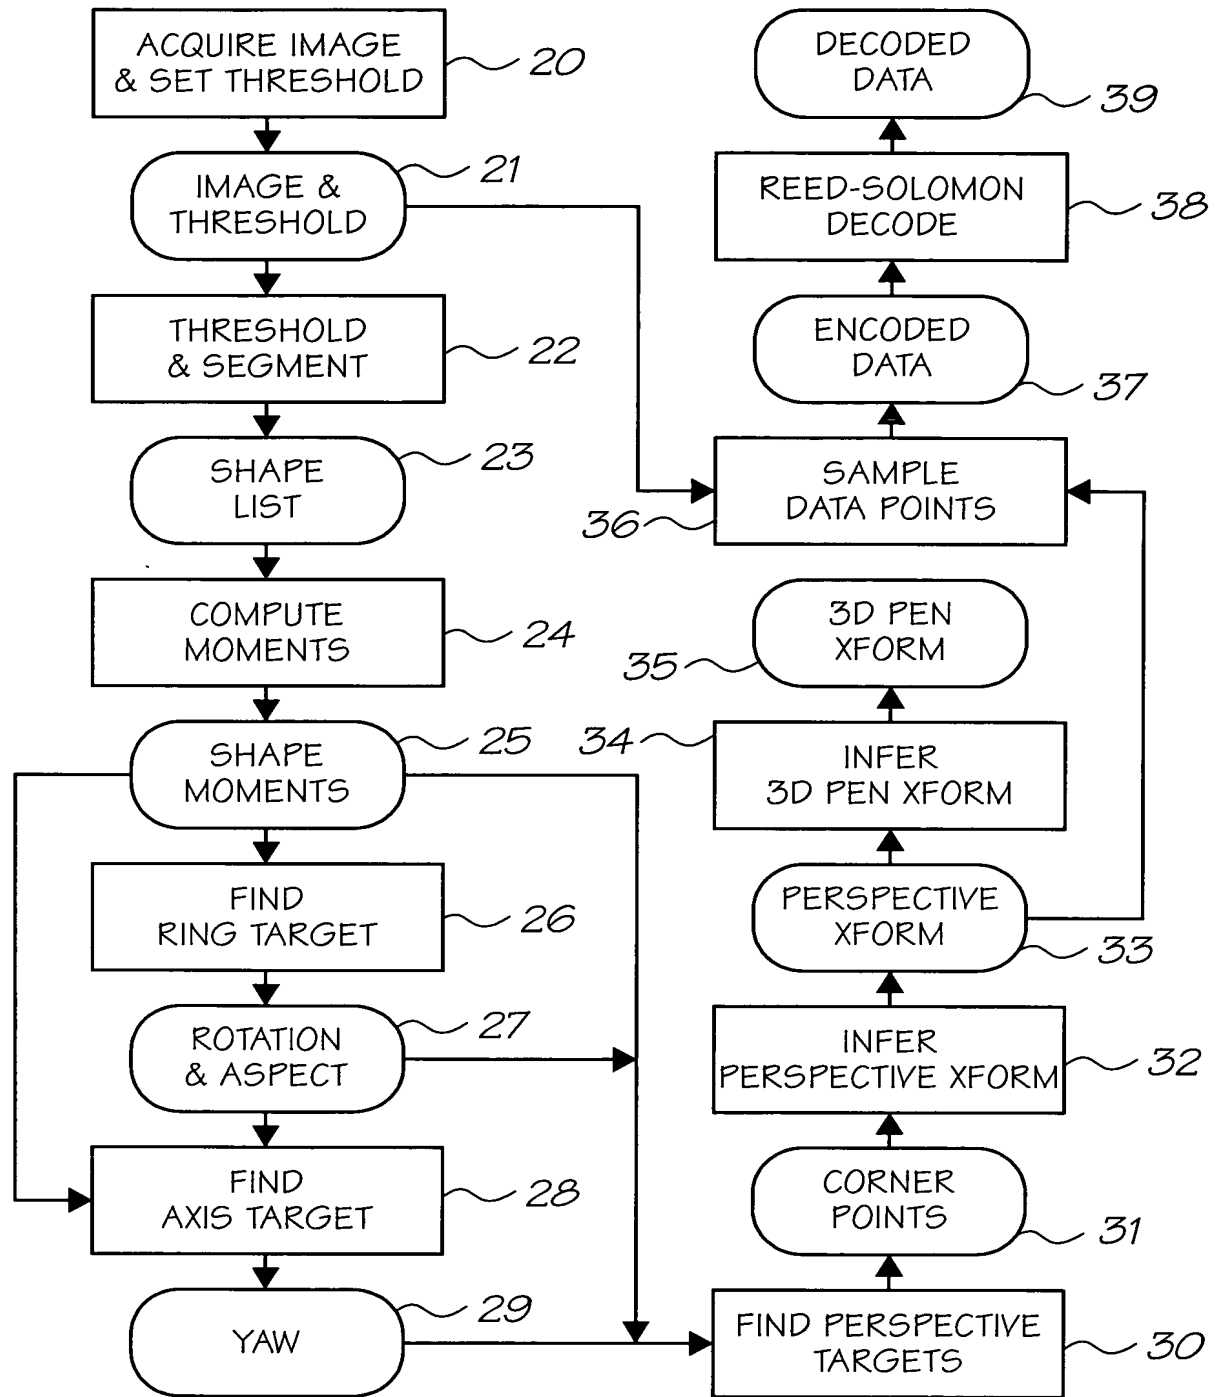 ACQUIRE IMAGE
& SET THRESHOLD
20
IMAGE &
THRESHOLD
21
THRESHOLD
& SEGMENT
22
SHAPE
LIST
23
COMPUTE
MOMENTS
24
SHAPE
MOMENTS
25
FIND
RING TARGET
26
ROTATION
& ASPECT
27
FIND
AXIS TARGET
28
YAW
29
DECODED
DATA
39
REED-SOLOMON
DECODE
38
ENCODED
DATA
37
SAMPLE
DATA POINTS
36
3D PEN
XFORM
35
INFER
3D PEN XFORM
34
PERSPECTIVE
XFORM
33
INFER
PERSPECTIVE XFORM
32
CORNER
POINTS
31
FIND PERSPECTIVE
TARGETS
30